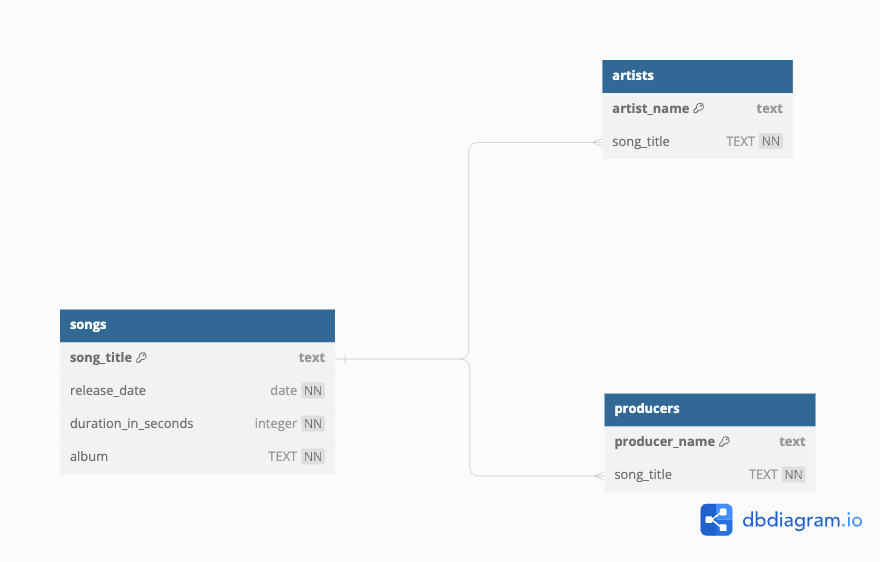 artists
artist_name text
song_title TEXT NN
songs
song_title text
release_date date NN
duration_in_seconds integer NN
album TEXT NN
producers
producer_name text
song_title TEXT NN
dbdiagram.io